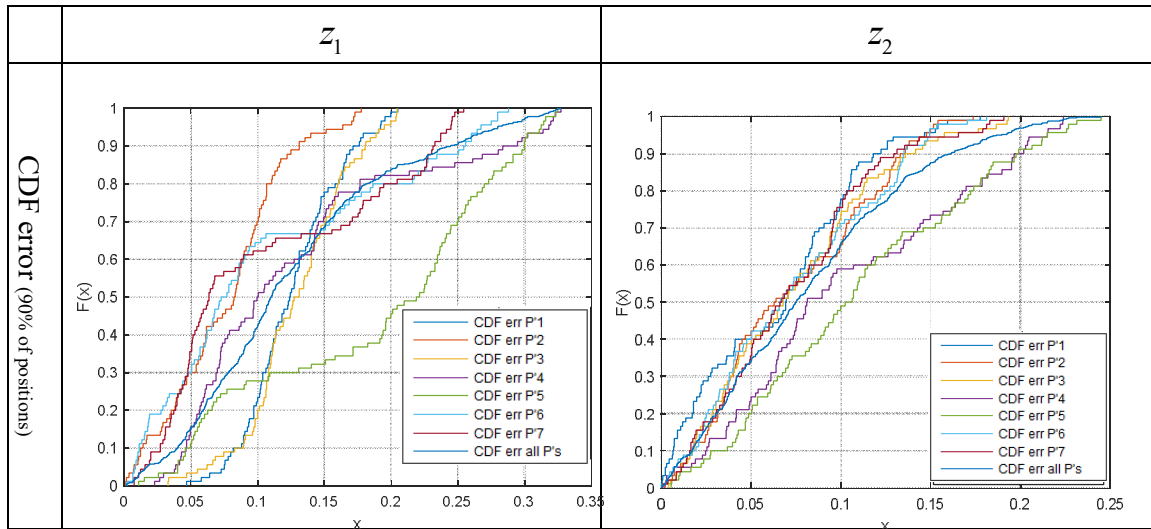 z1
z2
CDF error (90% of positions)
1
0.9
0.8
0.7
0.6
0.5
0.4
0.3
0.2
0.1
0
F(x)
0
0.05
0.1
0.15
0.2
0.25
0.3
0.35
x
CDF err P'1
CDF err P'2
CDF err P'3
CDF err P'4
CDF err P'5
CDF err P'6
CDF err P'7
CDF err all P's
1
0.9
0.8
0.7
0.6
0.5
0.4
0.3
0.2
0.1
0
F(x)
0
0.05
0.1
0.15
0.2
0.25
x
CDF err P'1
CDF err P'2
CDF err P'3
CDF err P'4
CDF err P'5
CDF err P'6
CDF err P'7
CDF err all P's